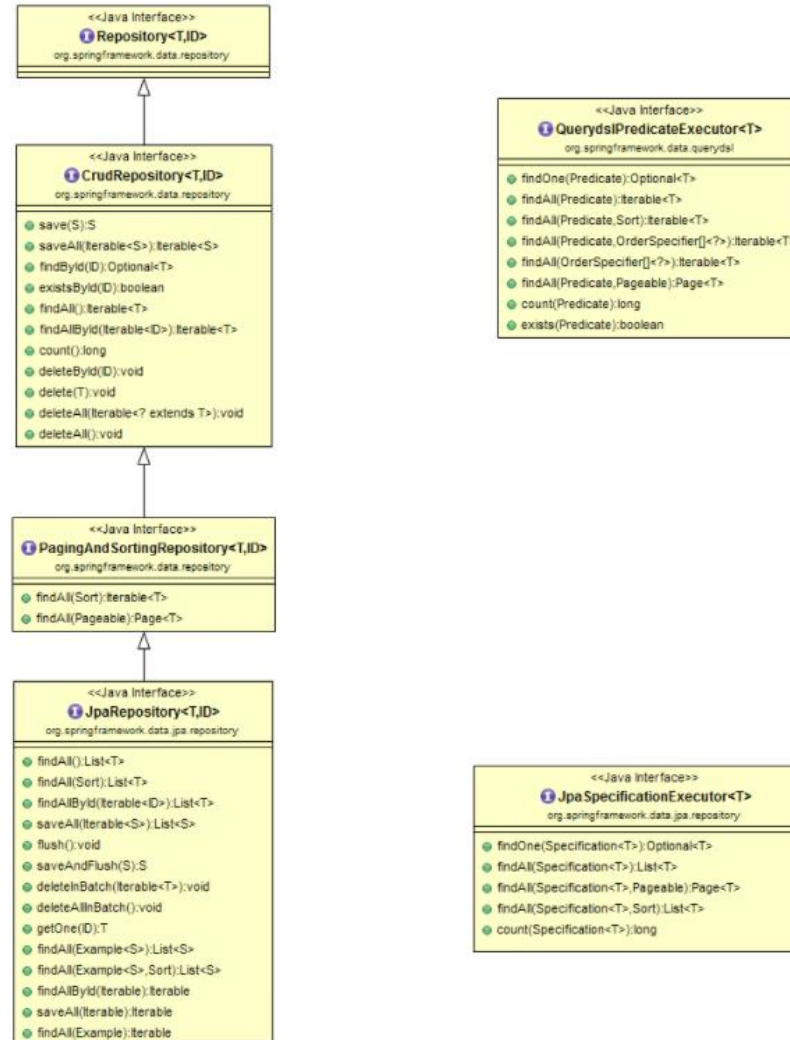 <<Java Interface>>
Repository<T,ID>
org.springframework.data.repository
<<Java Interface>>
CrudRepository<T,ID>
org.springframework.data.repository
save(S):S
saveAll(Iterable<S>):Iterable<S>
findById(ID):Optional<T>
existsById(ID):boolean
findAll():Iterable<T>
findAllById(Iterable<ID>):Iterable<T>
count():long
deleteById(ID):void
delete(T):void
deleteAll(Iterable<? extends T>):void
deleteAll():void
<<Java Interface>>
PagingAndSortingRepository<T,ID>
org.springframework.data.repository
findAll(Sort):Iterable<T>
findAll(Pageable):Page<T>
<<Java Interface>>
JpaRepository<T,ID>
org.springframework.data.jpa.repository
findAll():List<T>
findAll(Sort):List<T>
findAllById(Iterable<ID>):List<T>
saveAll(Iterable<S>):List<S>
flush():void
saveAndFlush(S):S
deleteInBatch(Iterable<T>):void
deleteAllInBatch():void
getOne(ID):T
findAll(Example<S>):List<S>
findAll(Example<S>,Sort):List<S>
findAllById(Iterable):Iterable
saveAll(Iterable):Iterable
findAll(Example):Iterable
<<Java Interface>>
QuerydslPredicateExecutor<T>
org.springframework.data.querydsl
findOne(Predicate):Optional<T>
findAll(Predicate):Iterable<T>
findAll(Predicate,Sort):Iterable<T>
findAll(Predicate,OrderSpecifier[]<?>):Iterable<T
findAll(OrderSpecifier[]<?>):Iterable<T>
findAll(Predicate,Pageable):Page<T>
count(Predicate):long
exists(Predicate):boolean
<<Java Interface>>
JpaSpecificationExecutor<T>
org.springframework.data.jpa.repository
findOne(Specification<T>):Optional<T>
findAll(Specification<T>):List<T>
findAll(Specification<T>,Pageable):Page<T>
findAll(Specification<T>,Sort):List<T>
count(Specification<T>):long